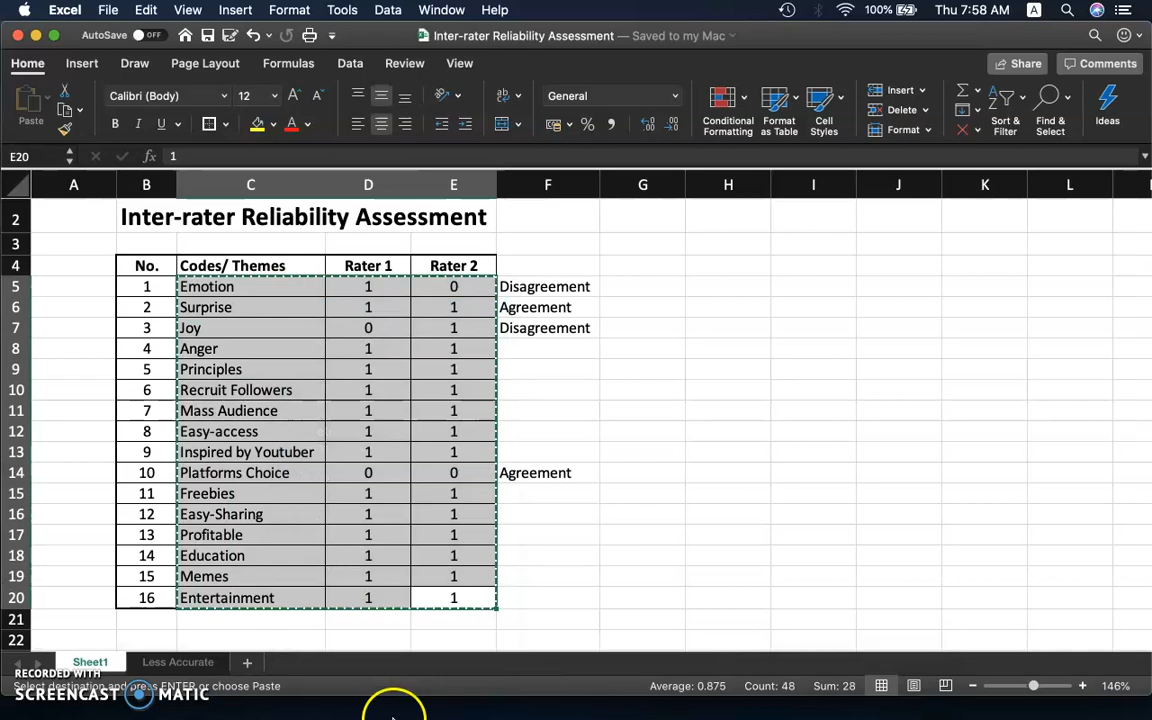 Excel File Edit View Insert Format Tools Data Window Help 100% Thu 7:58 AM A
AutoSave OFF Inter-rater Reliability Assessment — Saved to my Mac
Home Insert Draw Page Layout Formulas Data Review View Share Comments
Paste Calibri (Body) 12 A A ab General Conditional Formatting Format as Table Cell Styles Insert Delete Format Sort & Filter Find & Select Ideas
B I U A % ,
E20 fx 1
A B C D E F G H I J K L
2 Inter-rater Reliability Assessment
3
4 No. Codes/ Themes Rater 1 Rater 2
5 1 Emotion 1 0 Disagreement
6 2 Surprise 1 1 Agreement
7 3 Joy 0 1 Disagreement
8 4 Anger 1 1
9 5 Principles 1 1
10 6 Recruit Followers 1 1
11 7 Mass Audience 1 1
12 8 Easy-access 1 1
13 9 Inspired by Youtuber 1 1
14 10 Platforms Choice 0 0 Agreement
15 11 Freebies 1 1
16 12 Easy-Sharing 1 1
17 13 Profitable 1 1
18 14 Education 1 1
19 15 Memes 1 1
20 16 Entertainment 1 1
21
22
Sheet1 Less Accurate +
RECORDED WITH
SCREENCAST MATIC
Select destination and press ENTER or choose Paste Average: 0.875 Count: 48 Sum: 28 146%